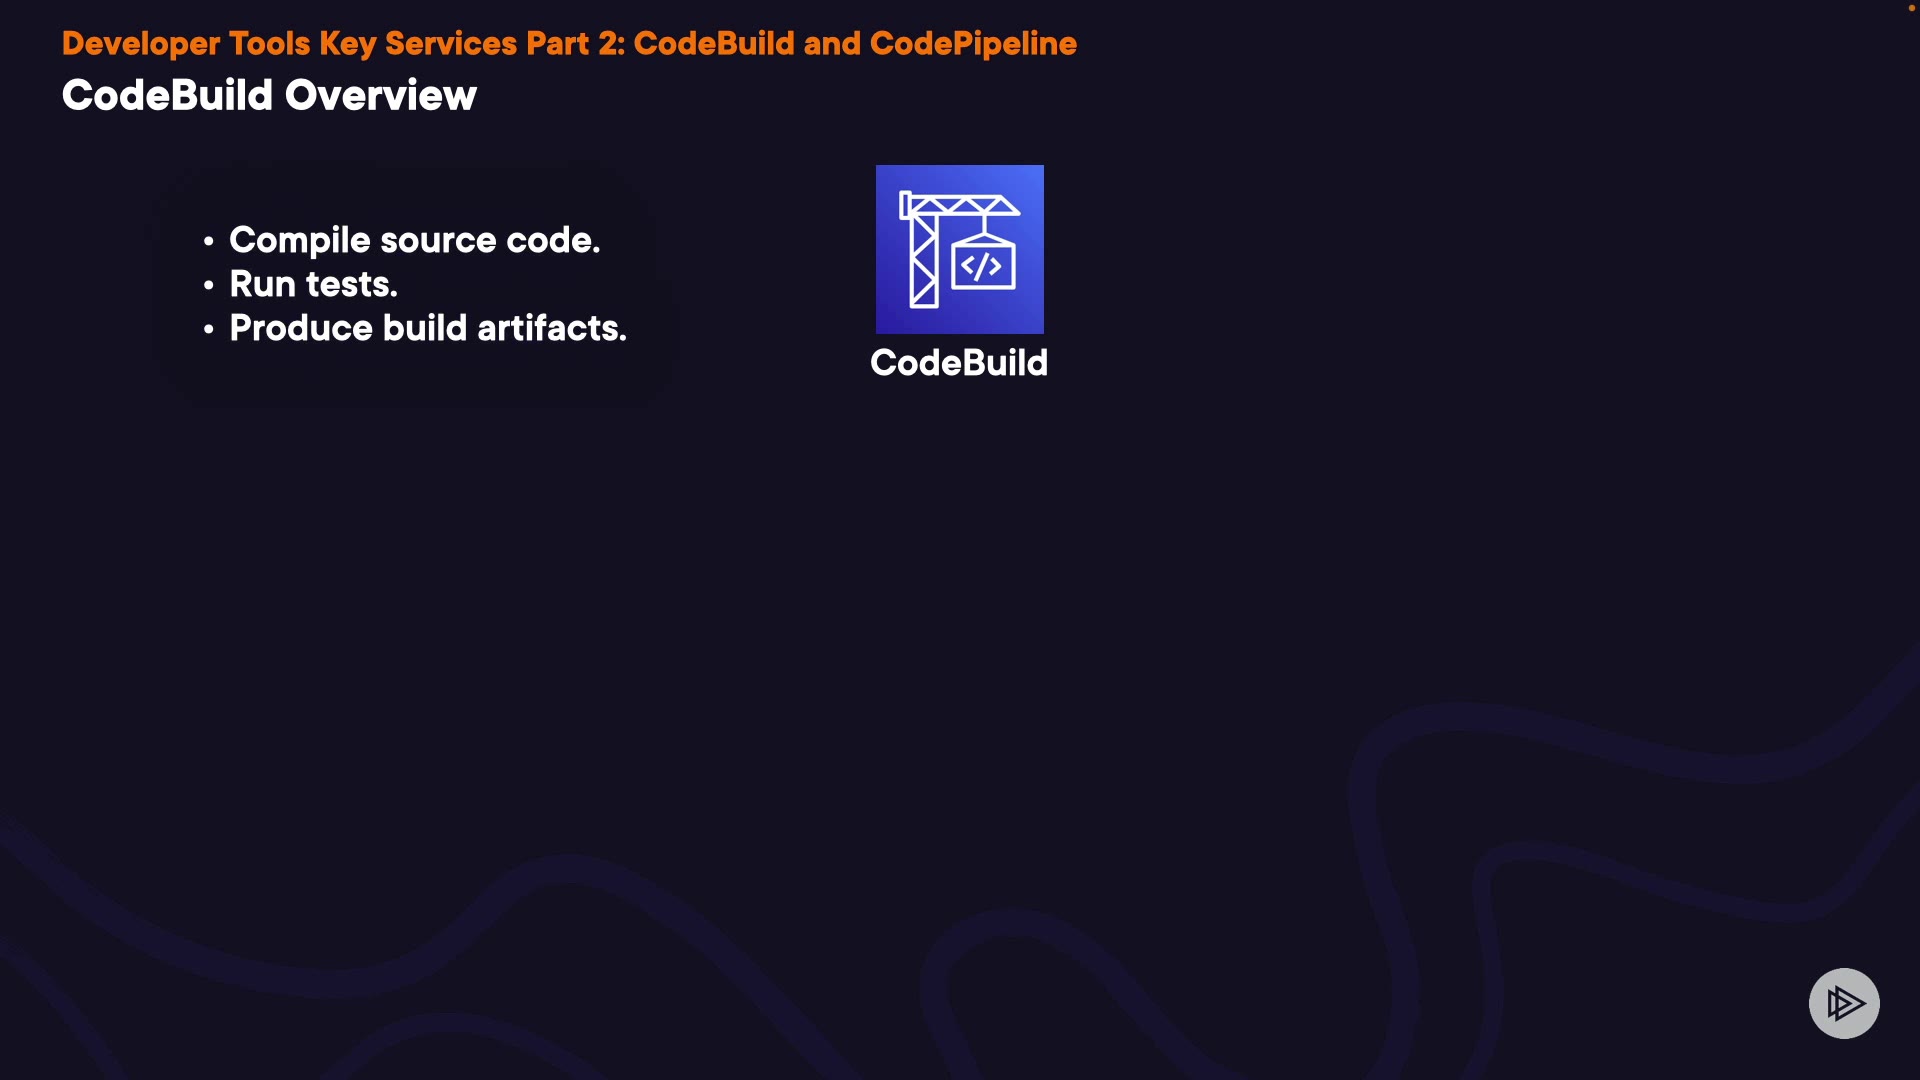 Developer Tools Key Services Part 2: CodeBuild and CodePipeline
CodeBuild Overview
• Compile source code.
• Run tests.
• Produce build artifacts.
</>
CodeBuild